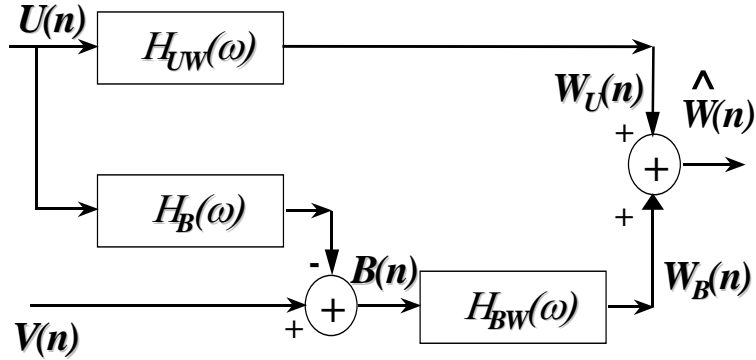 U(n)
H_UW(ω)
W_U(n)
^
W(n)
+
+
H_B(ω)
+
-
B(n)
W_B(n)
+
H_BW(ω)
+
V(n)